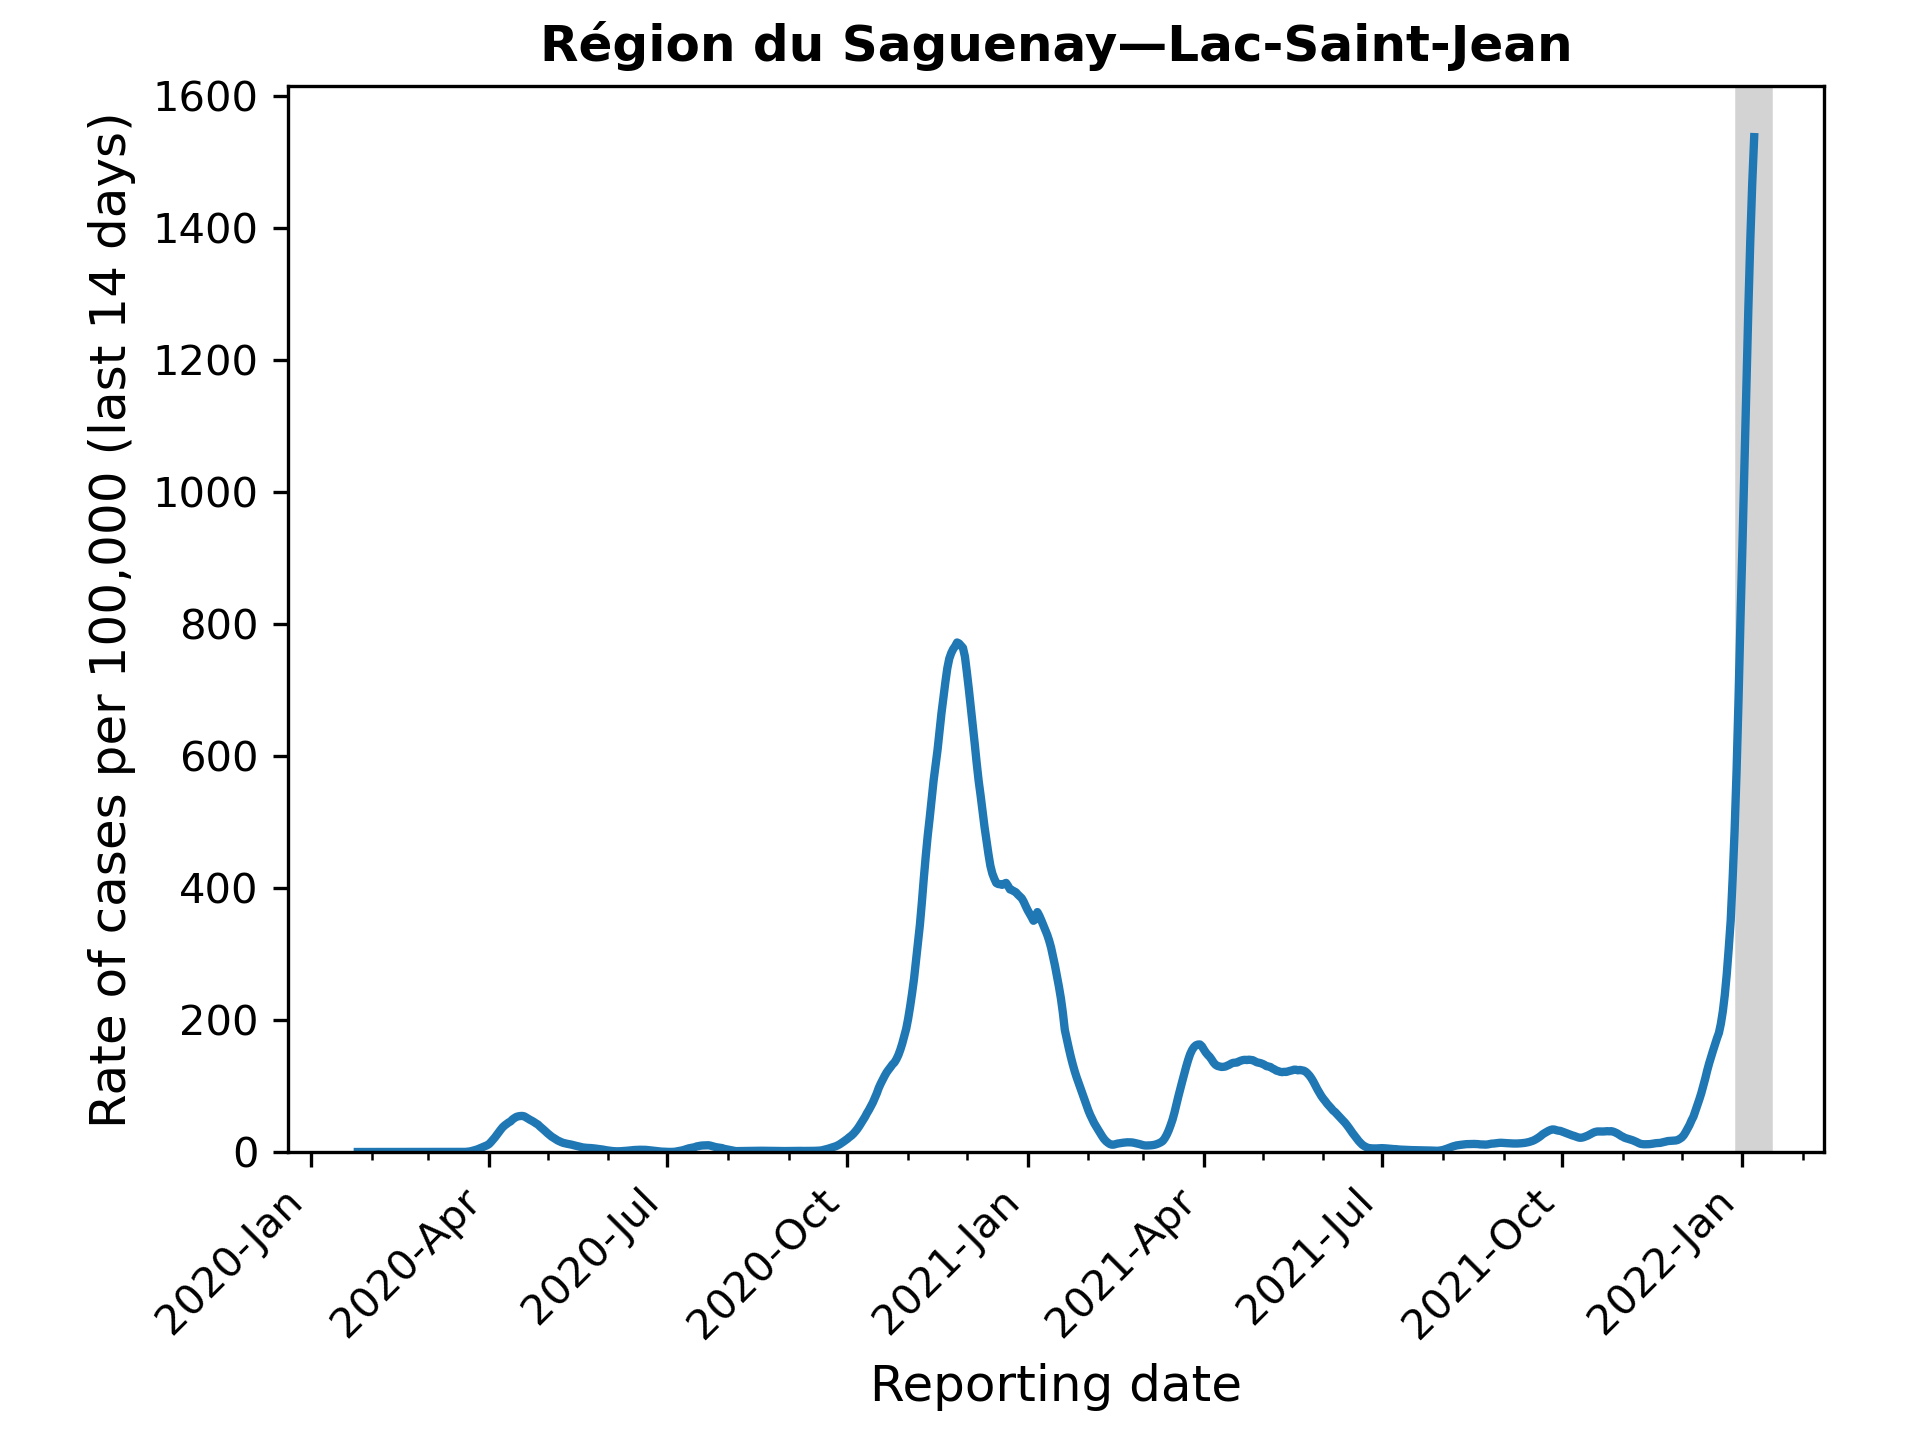 Région du Saguenay—Lac-Saint-Jean
Rate of cases per 100,000 (last 14 days)
1600
1400
1200
1000
800
600
400
200
0
2020-Jan
2020-Apr
2020-Jul
2020-Oct
2021-Jan
2021-Apr
2021-Jul
2021-Oct
2022-Jan
Reporting date